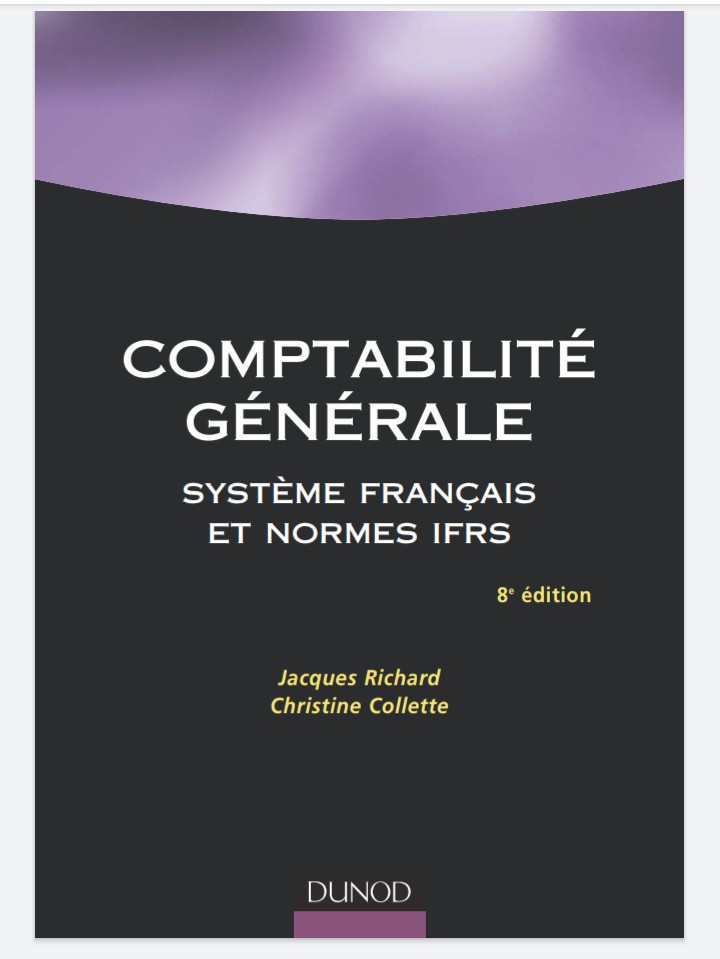 COMPTABILITÉ
GÉNÉRALE
SYSTÈME FRANÇAIS
ET NORMES IFRS
8e édition
Jacques Richard
Christine Collette
DUNOD